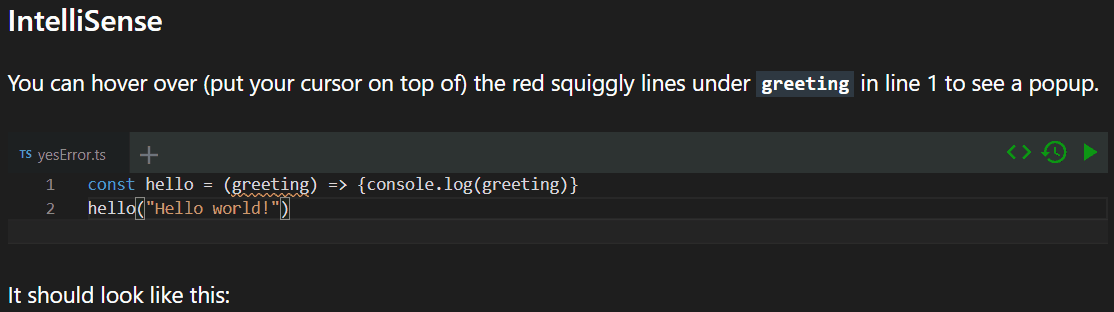 IntelliSense
You can hover over (put your cursor on top of) the red squiggly lines under greeting in line 1 to see a popup.
TS yesError.ts
1 const hello = (greeting) => {console.log(greeting)}
2 hello("Hello world!")
It should look like this: